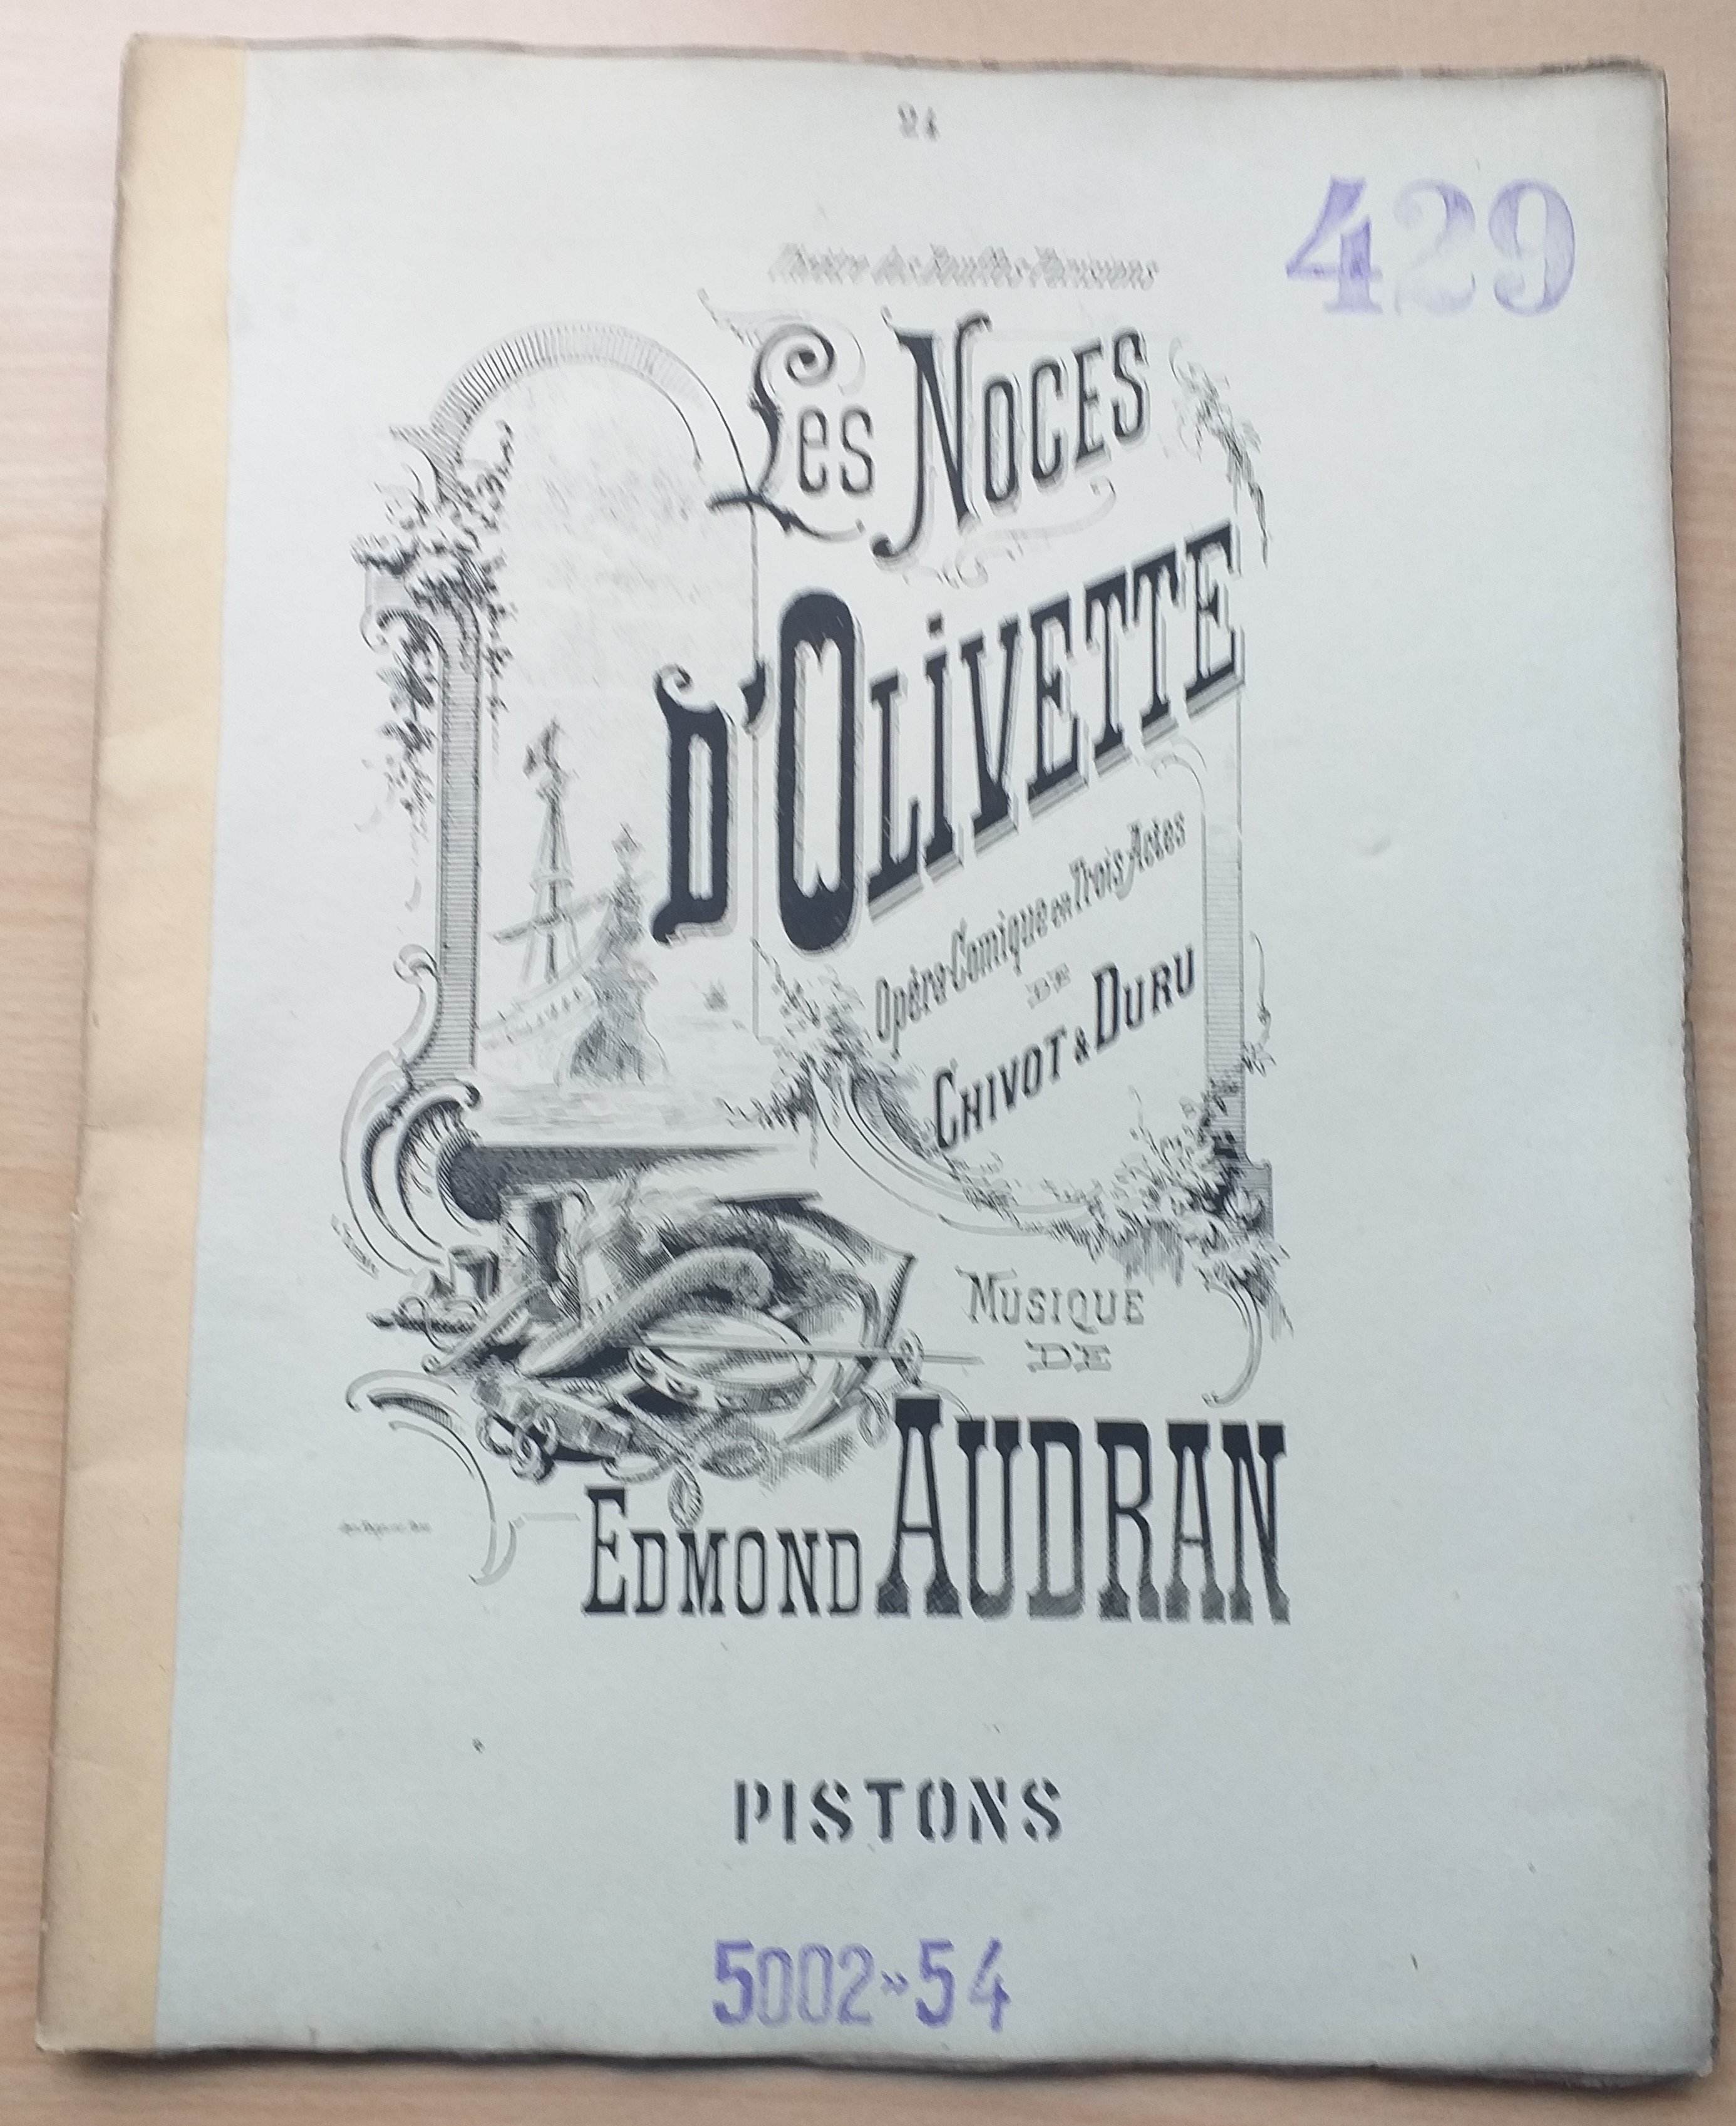 24
429
Théâtre des Bouffes-Parisiens
Les Noces
D'Olivette
Opéra-Comique en Trois Actes
DE
Chivot & Duru
Musique
DE
Edmond Audran
PISTONS
5002»54